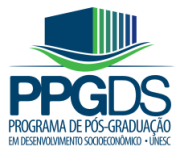 PPGDS
PROGRAMA DE PÓS-GRADUAÇÃO
EM DESENVOLVIMENTO SOCIOECONÔMICO • UNESC